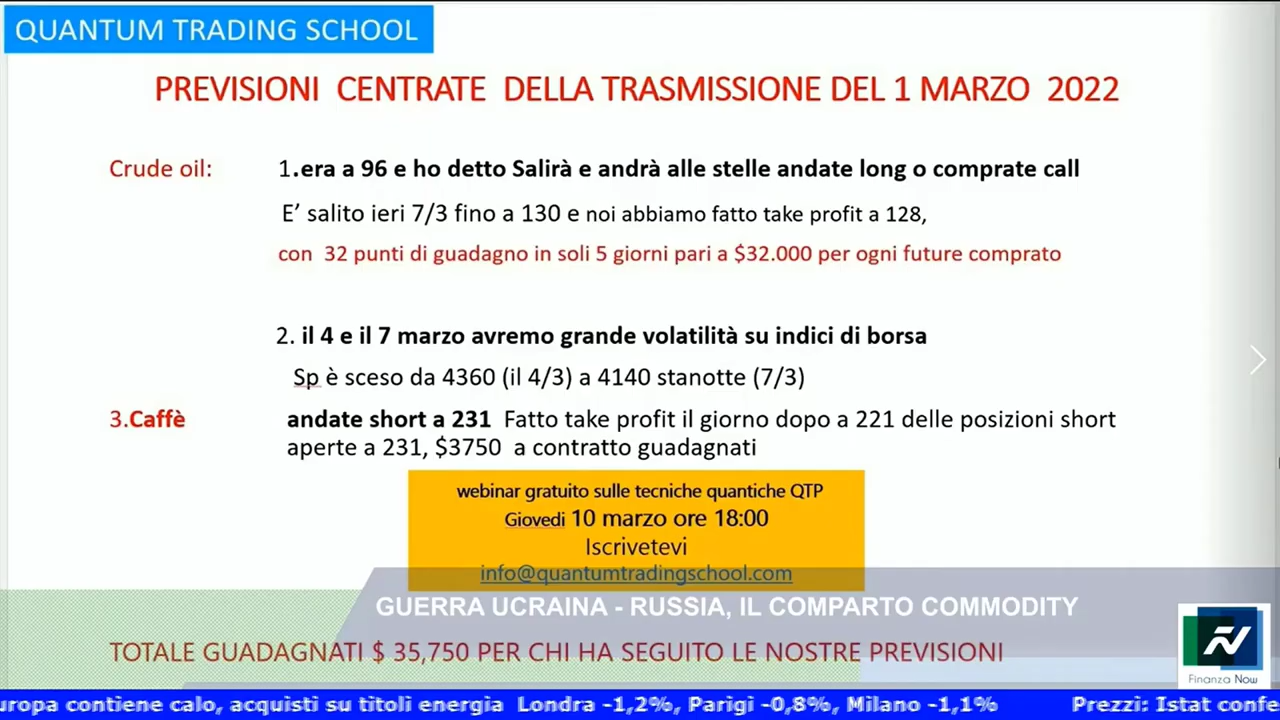 QUANTUM TRADING SCHOOL
PREVISIONI CENTRATE DELLA TRASMISSIONE DEL 1 MARZO 2022
Crude oil: 1.era a 96 e ho detto Salirà e andrà alle stelle andate long o comprate call
E’ salito ieri 7/3 fino a 130 e noi abbiamo fatto take profit a 128,
con 32 punti di guadagno in soli 5 giorni pari a $32.000 per ogni future comprato
2. il 4 e il 7 marzo avremo grande volatilità su indici di borsa
Sp è sceso da 4360 (il 4/3) a 4140 stanotte (7/3)
3.Caffè andate short a 231 Fatto take profit il giorno dopo a 221 delle posizioni short
aperte a 231, $3750 a contratto guadagnati
webinar gratuito sulle tecniche quantiche QTP
Giovedi 10 marzo ore 18:00
Iscrivetevi
info@quantumtradingschool.com
GUERRA UCRAINA - RUSSIA, IL COMPARTO COMMODITY
TOTALE GUADAGNATI $ 35,750 PER CHI HA SEGUITO LE NOSTRE PREVISIONI
Finanza Now
uropa contiene calo, acquisti su titoli energia Londra -1,2%, Parigi -0,8%, Milano -1,1% Prezzi: Istat confe